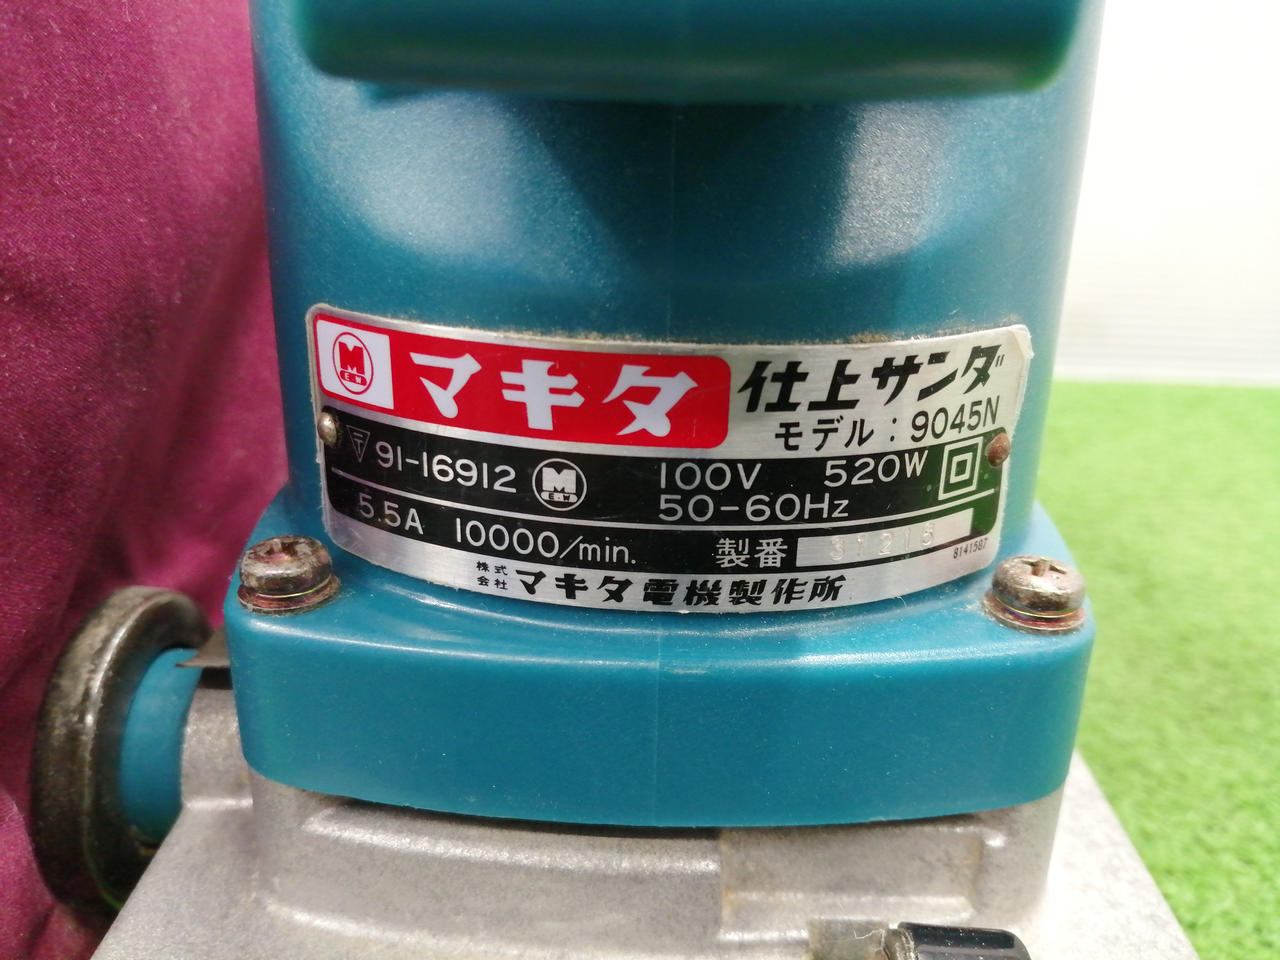 M
E.W
マキタ
仕上サンダ
モデル:9045N
〒 91-16912
M
E.W
100V 520W
50-60Hz
5.5A 10000/min.
製番 31216
8141587
株式会社 マキタ電機製作所